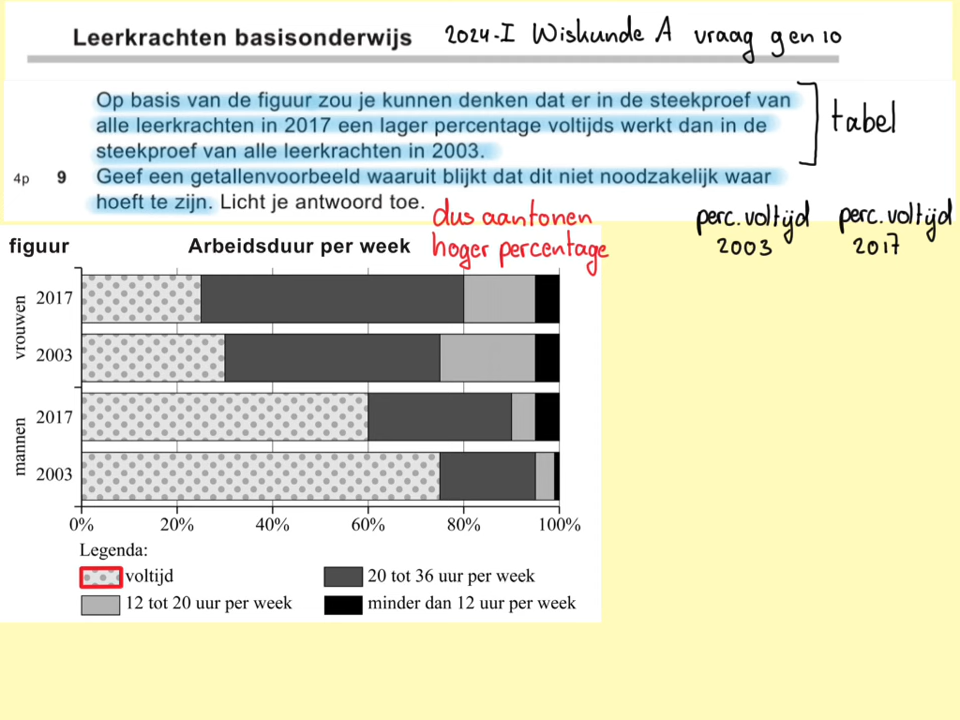 Leerkrachten basisonderwijs 2024-I Wiskunde A vraag 9 en 10
Op basis van de figuur zou je kunnen denken dat er in de steekproef van
alle leerkrachten in 2017 een lager percentage voltijds werkt dan in de
steekproef van alle leerkrachten in 2003.
tabel
4p 9 Geef een getallenvoorbeeld waaruit blijkt dat dit niet noodzakelijk waar
hoeft te zijn. Licht je antwoord toe.
dus aantonen
hoger percentage
perc. voltijd
2003
perc. voltijd
2017
figuur Arbeidsduur per week
vrouwen
2017
2003
mannen
2017
2003
0% 20% 40% 60% 80% 100%
Legenda:
voltijd 20 tot 36 uur per week
12 tot 20 uur per week minder dan 12 uur per week